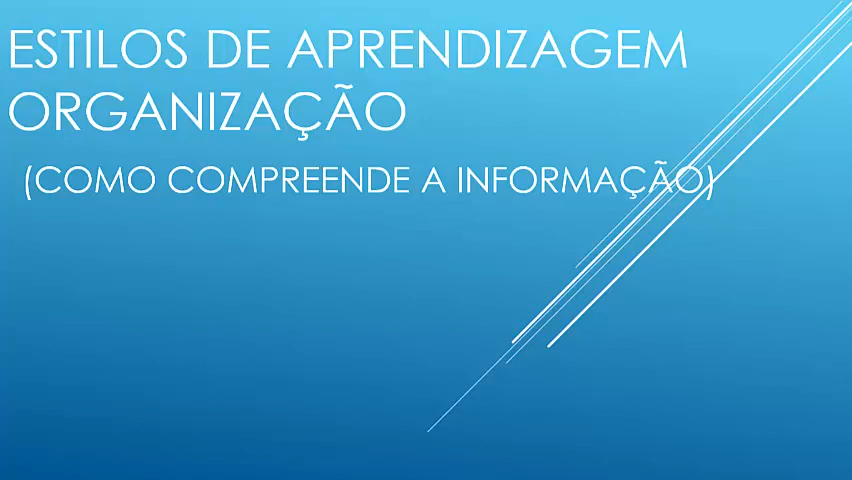 ESTILOS DE APRENDIZAGEM
ORGANIZAÇÃO
(COMO COMPREENDE A INFORMAÇÃO)